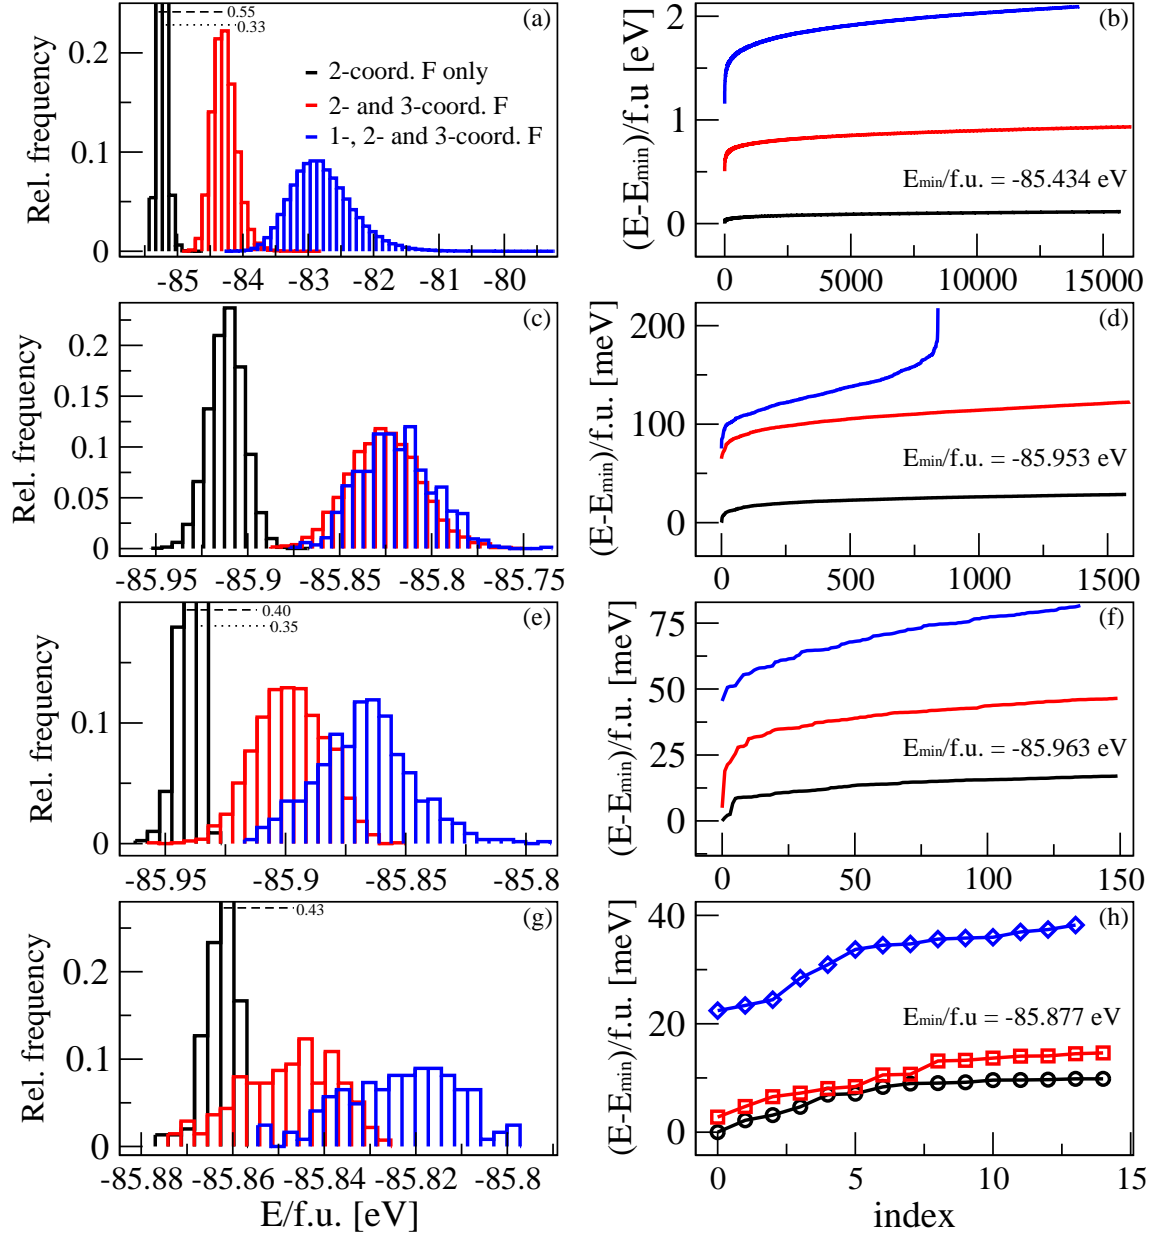 0.55
0.33
(a)
0.2
0.1
0
Rel. frequency
2-coord. F only
2- and 3-coord. F
1-, 2- and 3-coord. F
-85 -84 -83 -82 -81 -80
(b)
2
1
0
(E-Emin)/f.u [eV]
Emin/f.u. = -85.434 eV
0 5000 10000 15000
(c)
0.2
0.15
0.1
0.05
0
Rel. frequency
-85.95 -85.9 -85.85 -85.8 -85.75
(d)
200
100
0
(E-Emin)/f.u. [meV]
Emin/f.u. = -85.953 eV
0 500 1000 1500
0.40
0.35
(e)
0.1
0
Rel. frequency
-85.95 -85.9 -85.85 -85.8
(f)
75
50
25
0
(E-Emin)/f.u. [meV]
Emin/f.u. = -85.963 eV
0 50 100 150
0.43
(g)
0.2
0.1
0
Rel. frequency
-85.88 -85.86 -85.84 -85.82 -85.8
E/f.u. [eV]
(h)
40
20
0
(E-Emin)/f.u. [meV]
Emin/f.u = -85.877 eV
0 5 10 15
index